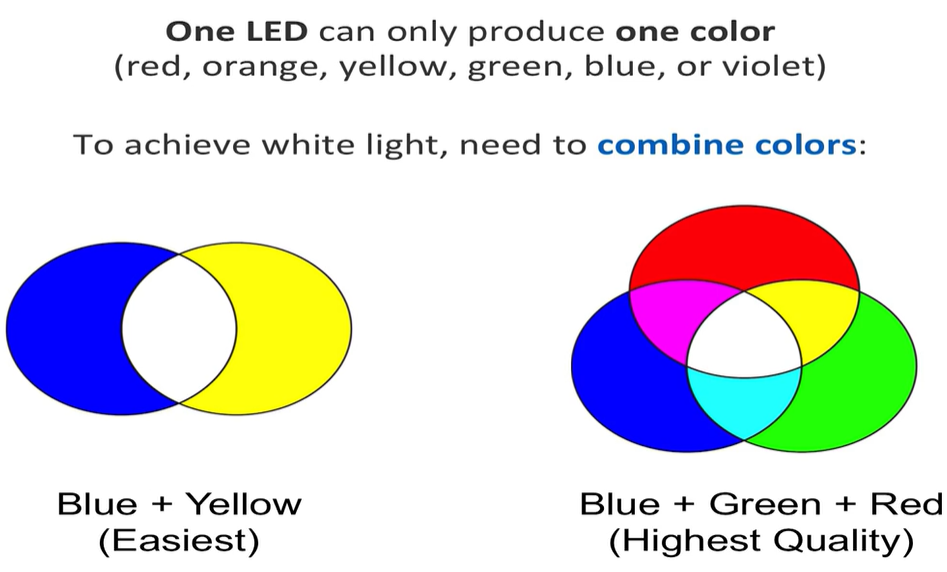 One LED can only produce one color
(red, orange, yellow, green, blue, or violet)
To achieve white light, need to combine colors:
Blue + Yellow
(Easiest)
Blue + Green + Red
(Highest Quality)